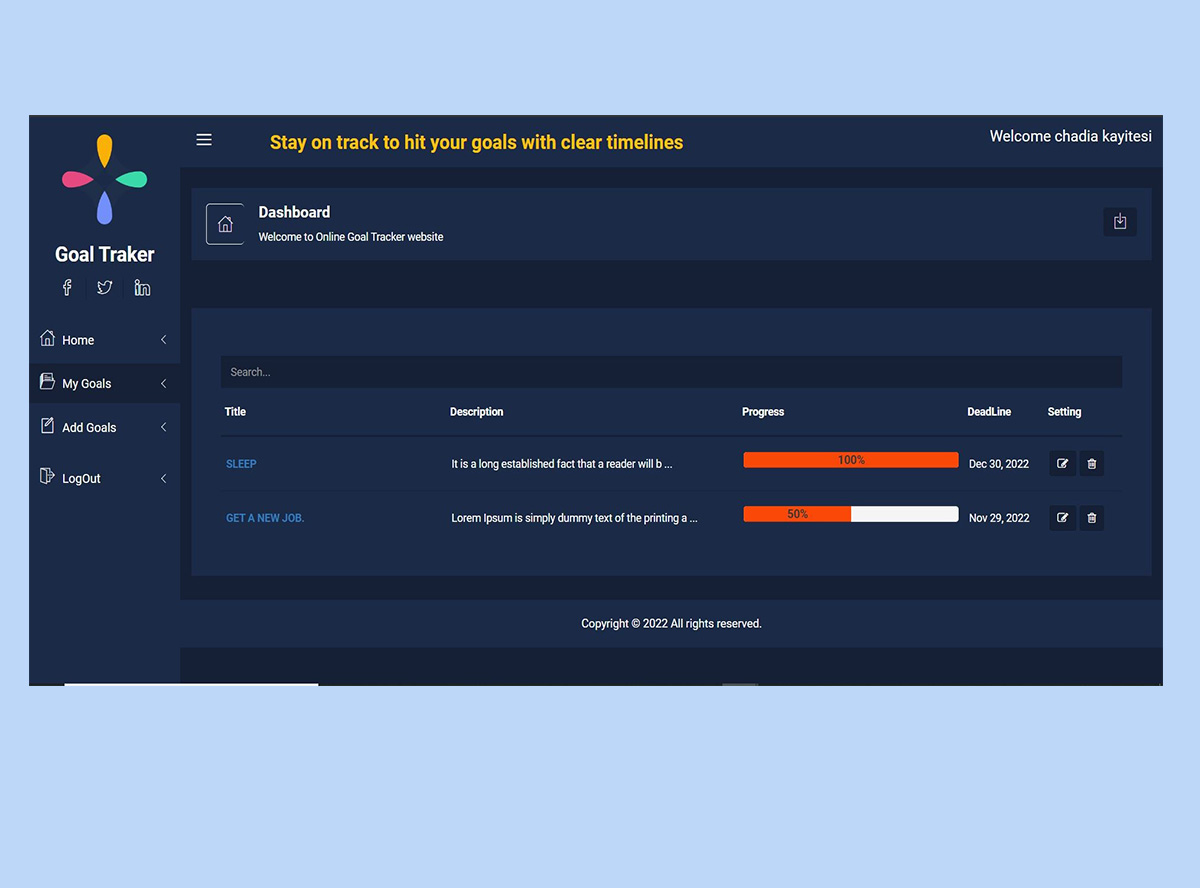 Stay on track to hit your goals with clear timelines
Welcome chadia kayitesi
Goal Traker
Home
My Goals
Add Goals
LogOut
Dashboard
Welcome to Online Goal Tracker website
Search...
Title Description Progress DeadLine Setting
SLEEP It is a long established fact that a reader will b ... 100% Dec 30, 2022
GET A NEW JOB. Lorem Ipsum is simply dummy text of the printing a ... 50% Nov 29, 2022
Copyright © 2022 All rights reserved.